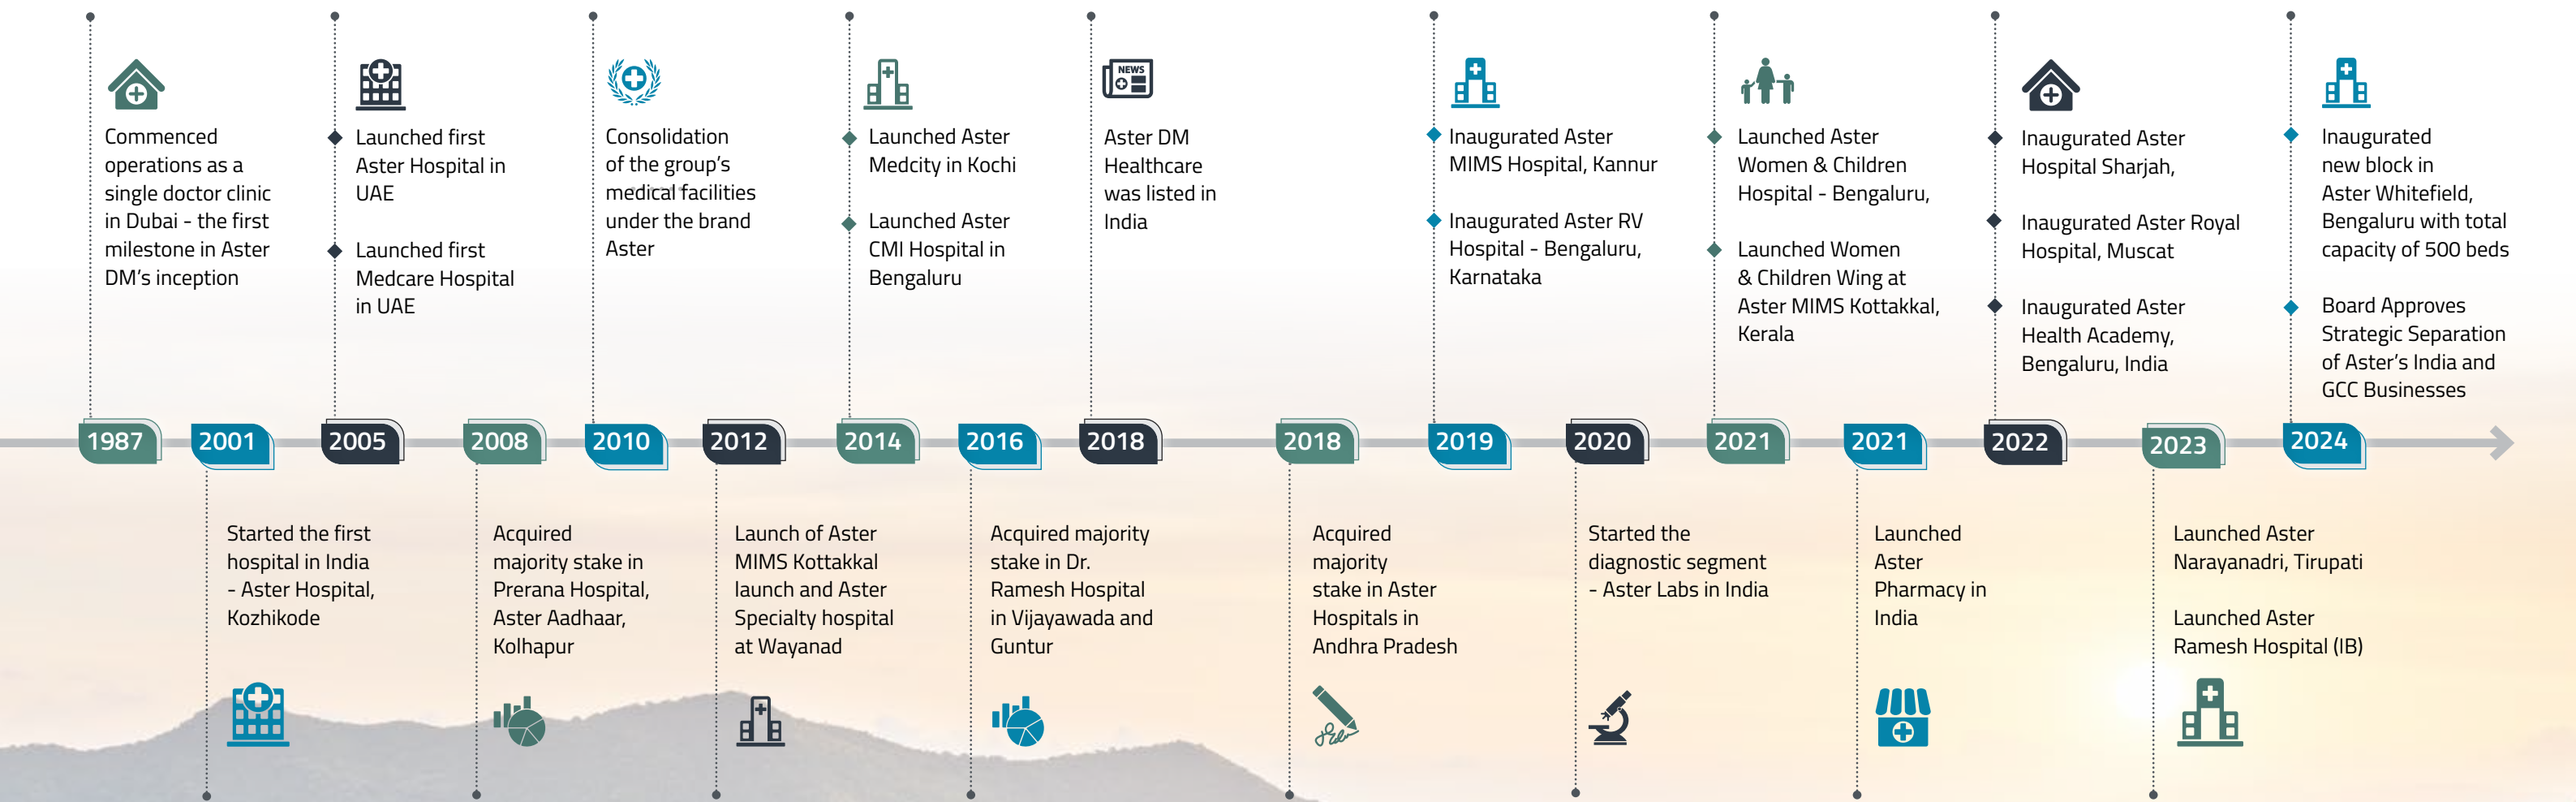 NEWS
Commenced
operations as a
single doctor clinic
in Dubai - the first
milestone in Aster
DM's inception
Launched first
Aster Hospital in
UAE
Launched first
Medcare Hospital
in UAE
Consolidation
of the group's
medical facilities
under the brand
Aster
Launched Aster
Medcity in Kochi
Launched Aster
CMI Hospital in
Bengaluru
Aster DM
Healthcare
was listed in
India
Inaugurated Aster
MIMS Hospital, Kannur
Inaugurated Aster RV
Hospital - Bengaluru,
Karnataka
Launched Aster
Women & Children
Hospital - Bengaluru,
Launched Women
& Children Wing at
Aster MIMS Kottakkal,
Kerala
Inaugurated Aster
Hospital Sharjah,
Inaugurated Aster Royal
Hospital, Muscat
Inaugurated Aster
Health Academy,
Bengaluru, India
Inaugurated
new block in
Aster Whitefield,
Bengaluru with total
capacity of 500 beds
Board Approves
Strategic Separation
of Aster's India and
GCC Businesses
1987
2001
2005
2008
2010
2012
2014
2016
2018
2018
2019
2020
2021
2021
2022
2023
2024
Started the first
hospital in India
- Aster Hospital,
Kozhikode
Acquired
majority stake in
Prerana Hospital,
Aster Aadhaar,
Kolhapur
Launch of Aster
MIMS Kottakkal
launch and Aster
Specialty hospital
at Wayanad
Acquired majority
stake in Dr.
Ramesh Hospital
in Vijayawada and
Guntur
Acquired
majority
stake in Aster
Hospitals in
Andhra Pradesh
Started the
diagnostic segment
- Aster Labs in India
Launched
Aster
Pharmacy in
India
Launched Aster
Narayanadri, Tirupati
Launched Aster
Ramesh Hospital (IB)